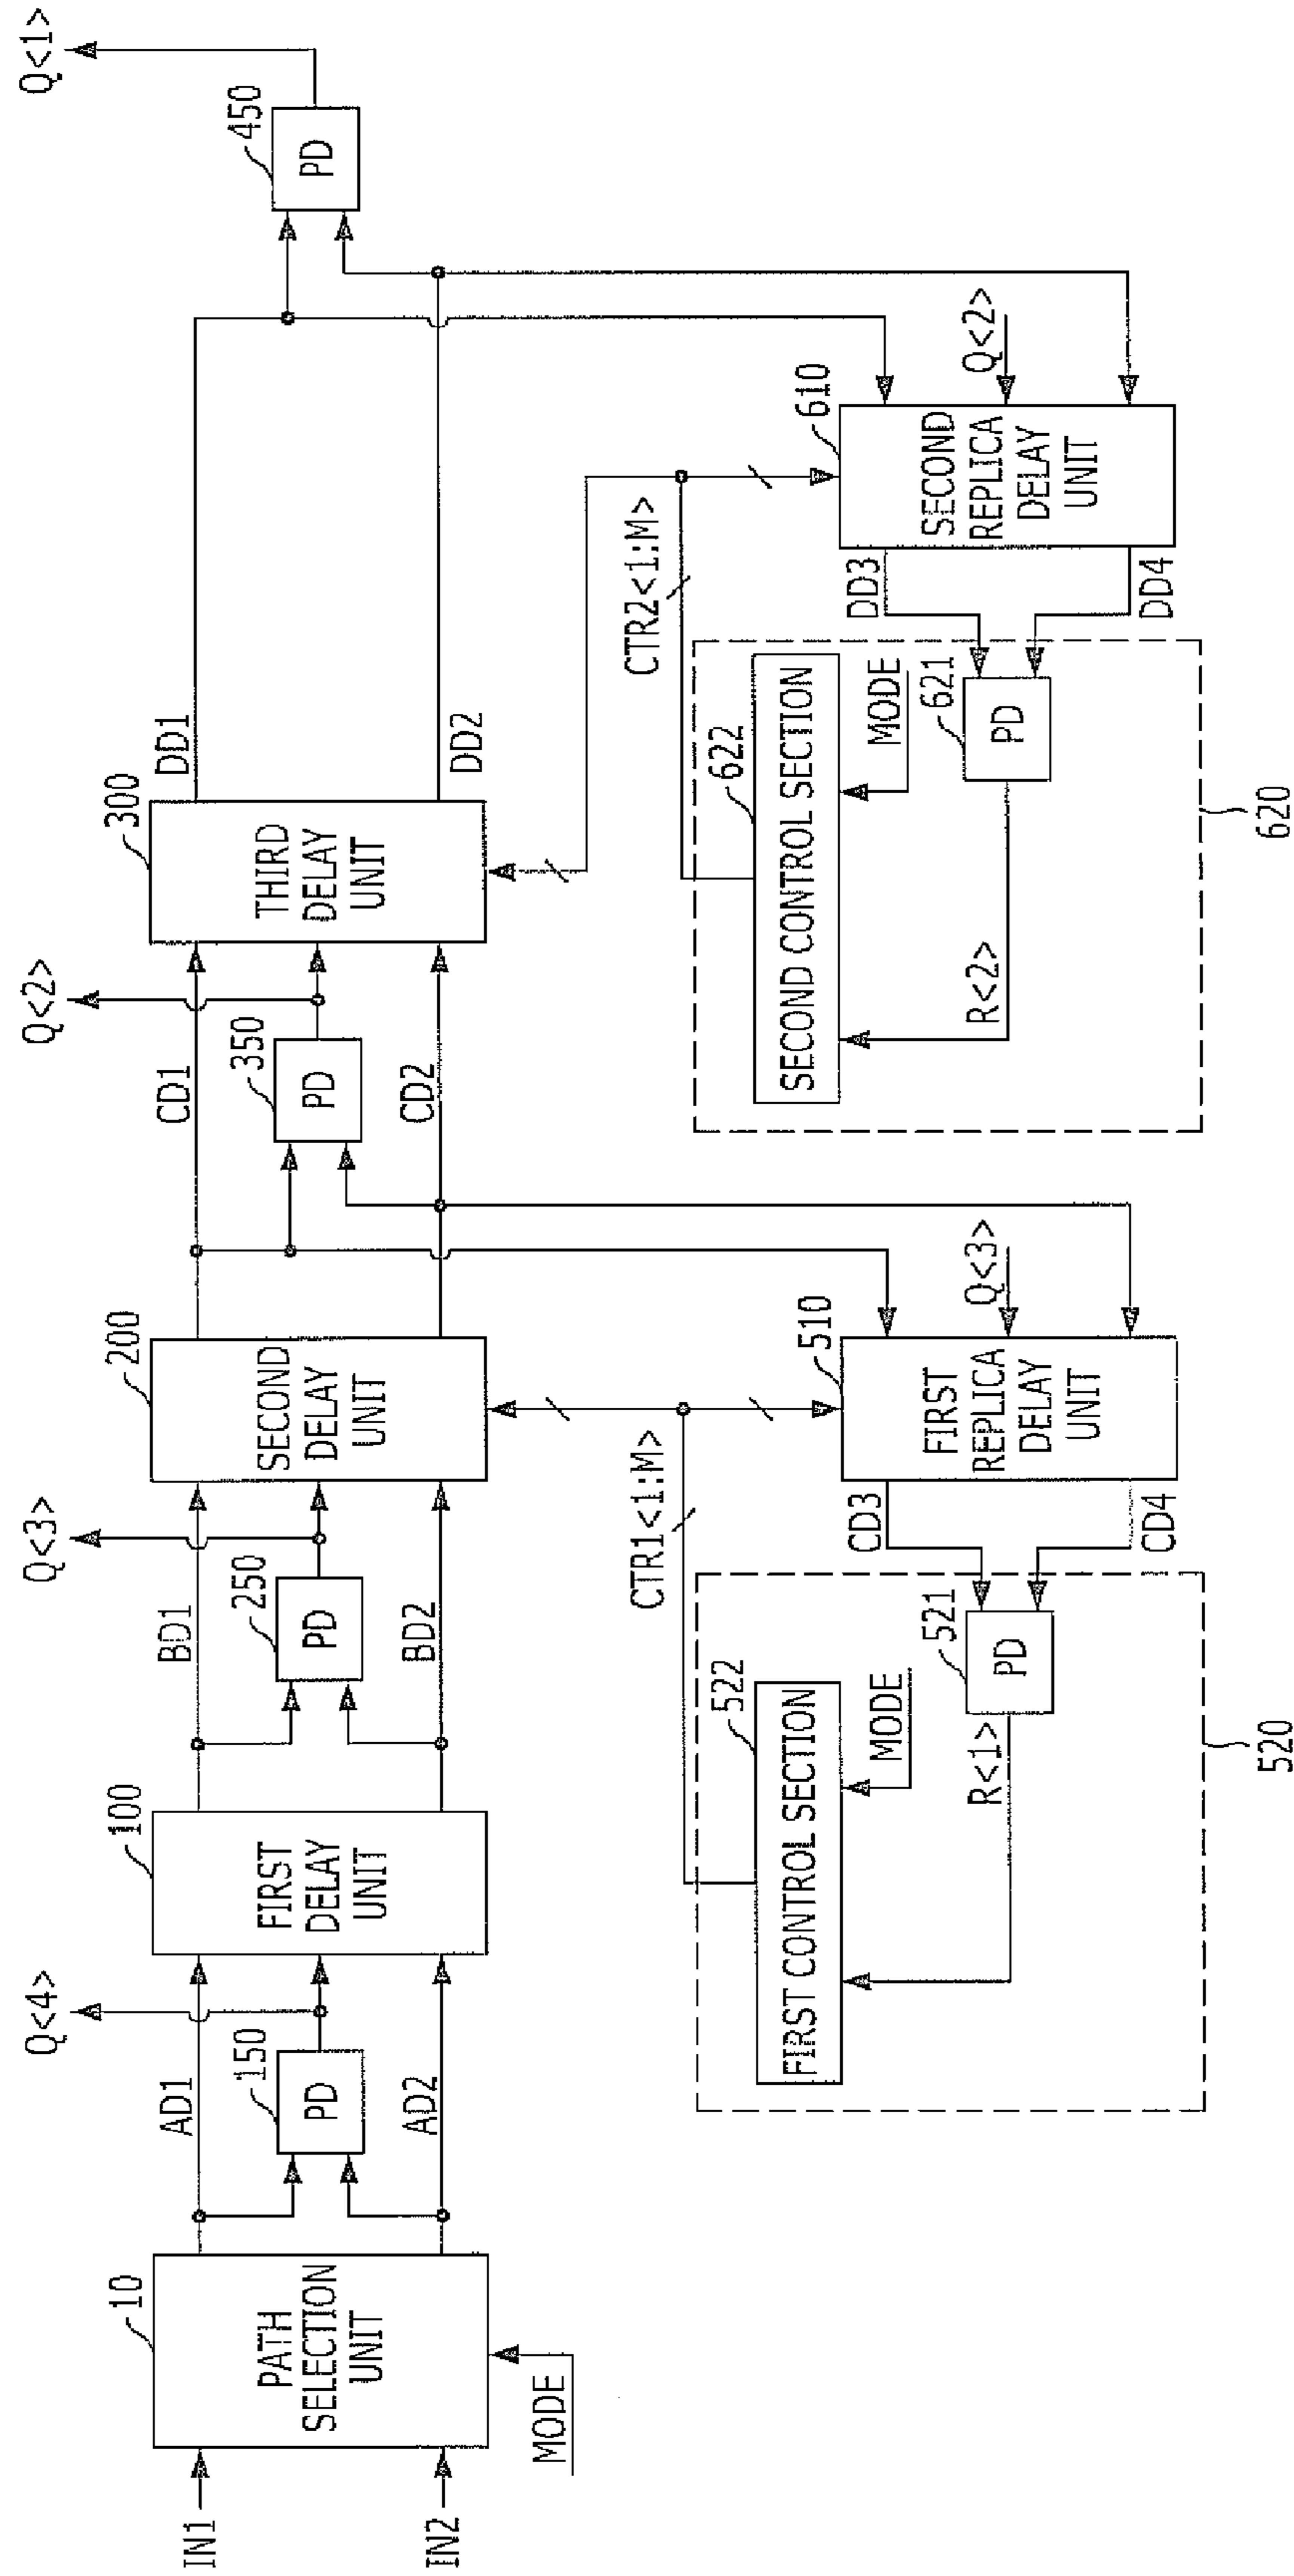 IN1
IN2
10
PATH
SELECTION
UNIT
MODE
AD1
AD2
150
PD
Q<4>
100
FIRST
DELAY
UNIT
BD1
BD2
250
PD
Q<3>
200
SECOND
DELAY
UNIT
CD1
CD2
350
PD
Q<2>
300
THIRD
DELAY
UNIT
DD1
DD2
450
PD
Q<1>
CTR1<1:M>
510
FIRST
REPLICA
DELAY
UNIT
Q<3>
CD3
CD4
522
FIRST CONTROL SECTION
MODE
521
PD
R<1>
520
CTR2<1:M>
610
SECOND
REPLICA
DELAY
UNIT
Q<2>
DD3
DD4
622
SECOND CONTROL SECTION
MODE
621
PD
R<2>
620